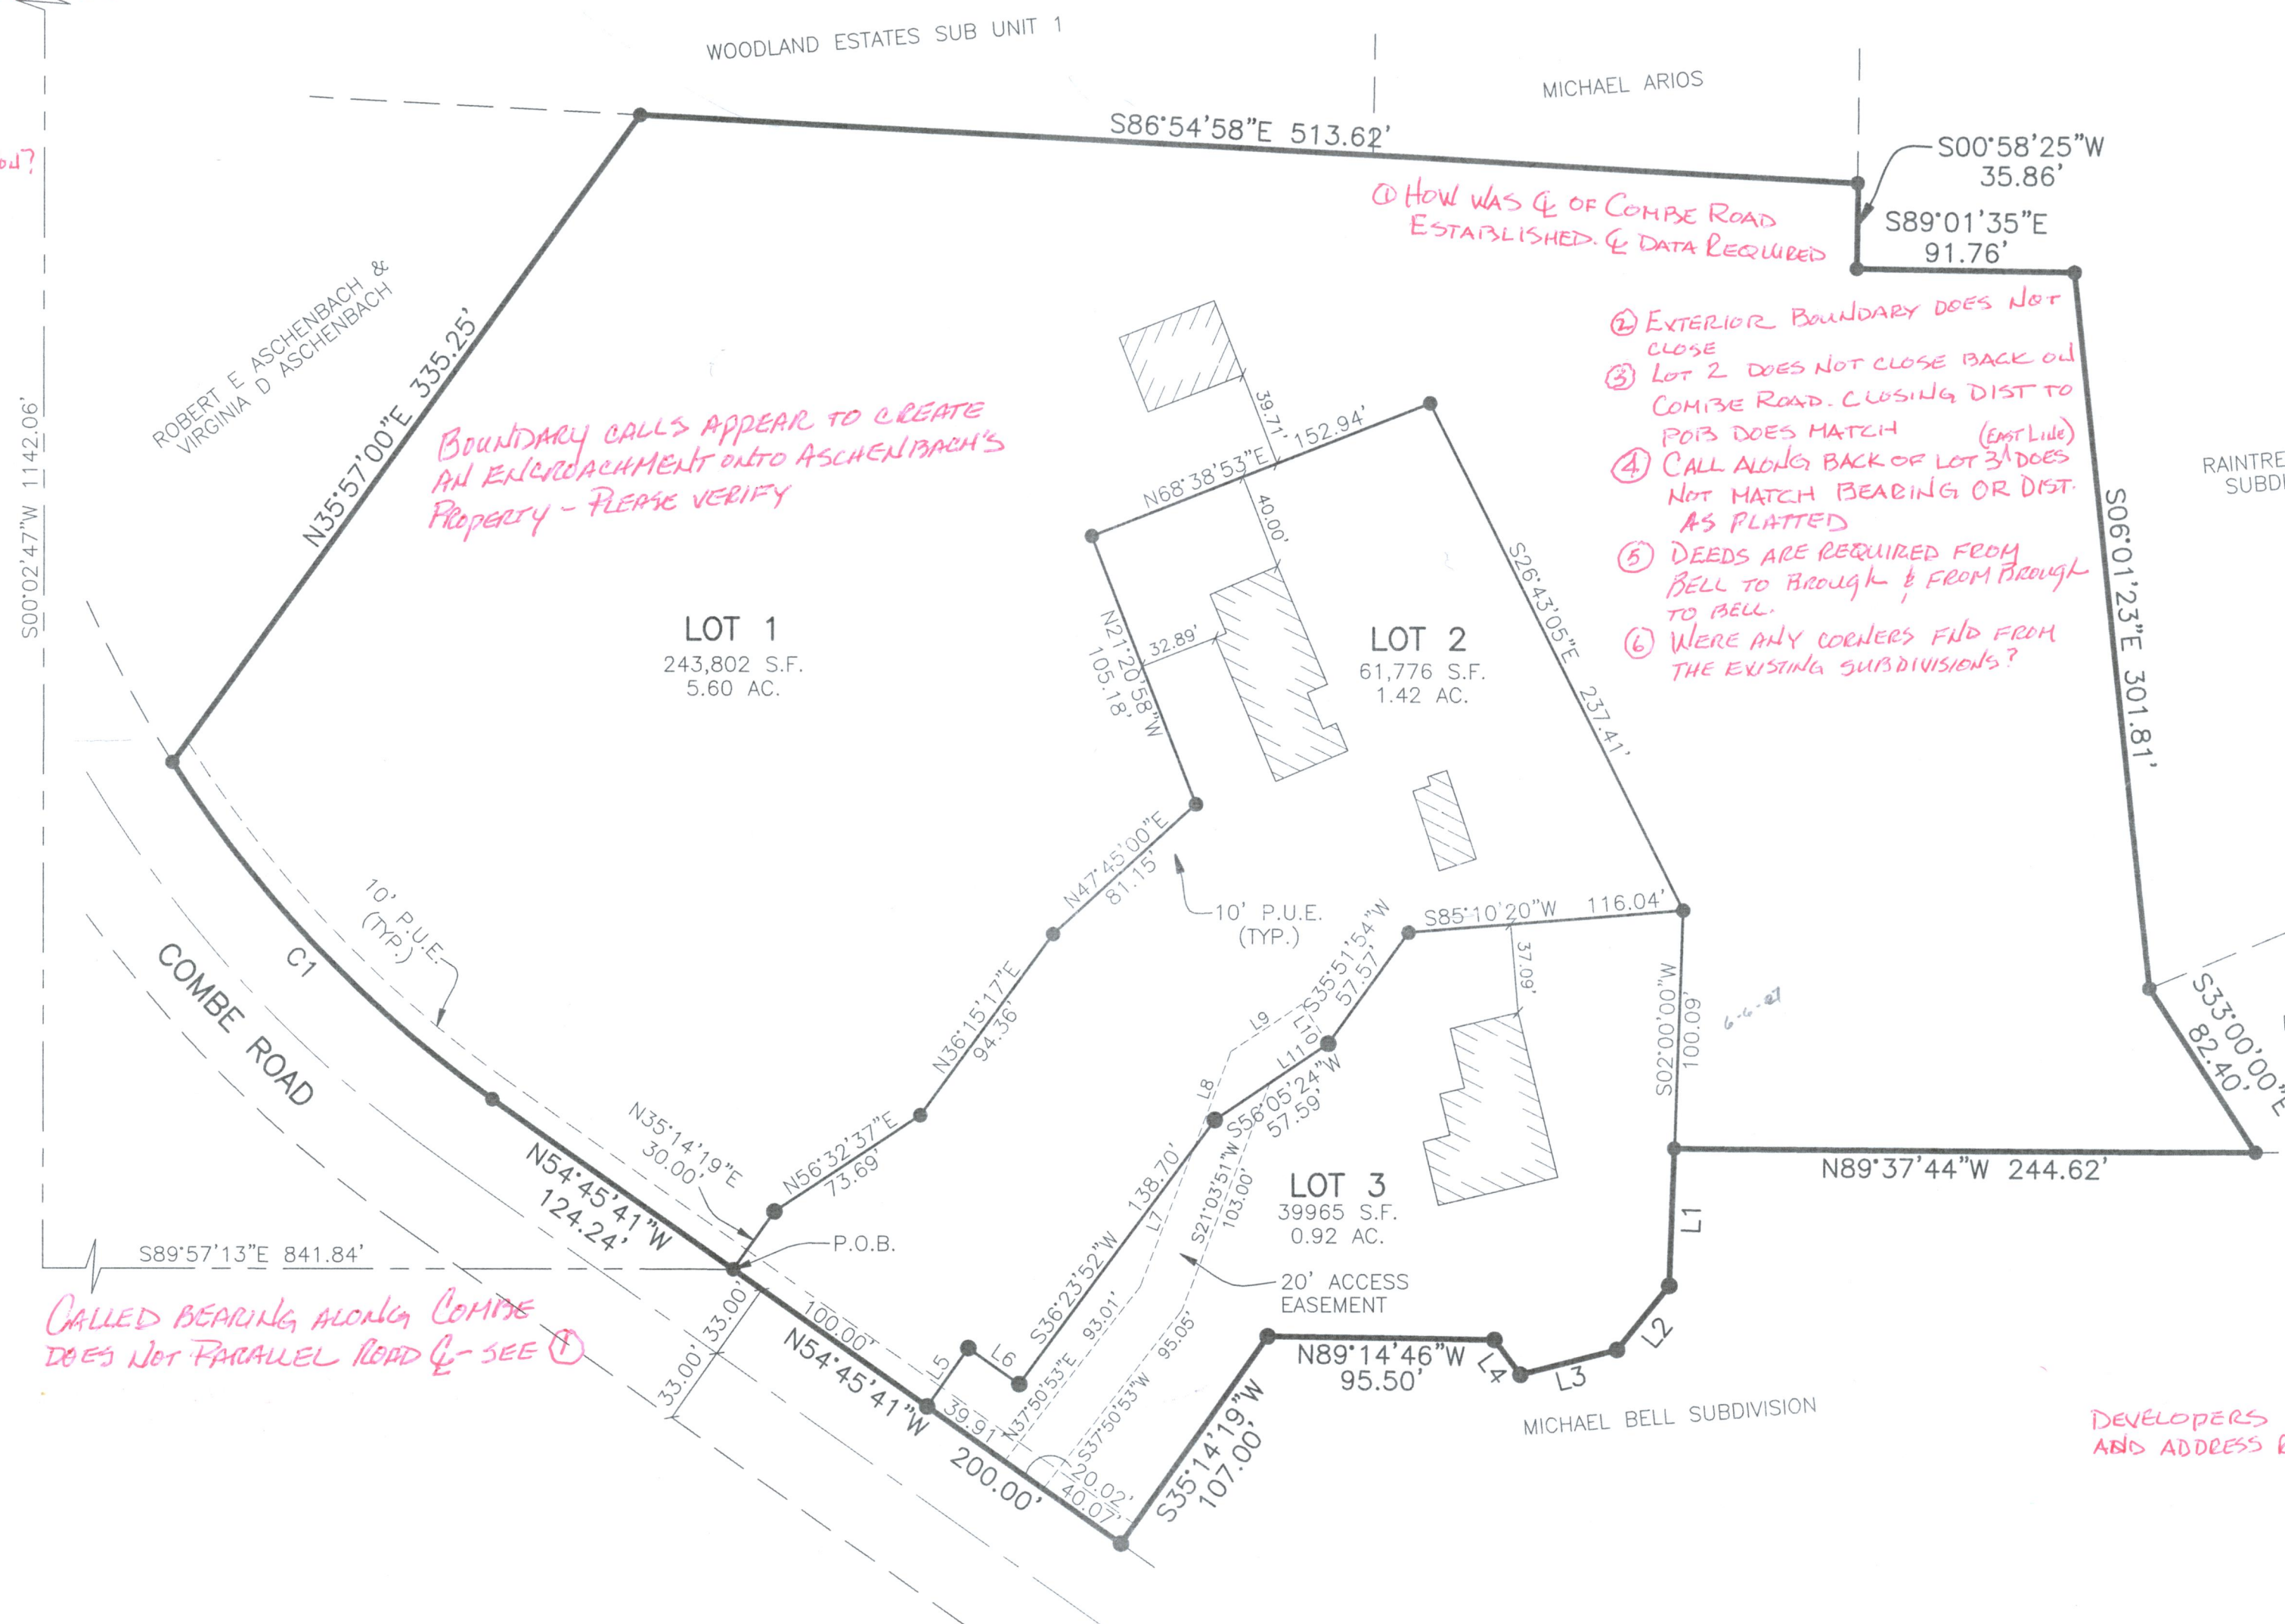 WOODLAND ESTATES SUB UNIT 1
MICHAEL ARIOS
S86°54'58"E 513.62'
S00°58'25"W
35.86'
S89°01'35"E
91.76'
① HOW WAS ℄ OF COMBE ROAD
ESTABLISHED. ℄ DATA REQUIRED
② EXTERIOR BOUNDARY DOES NOT
CLOSE
③ LOT 2 DOES NOT CLOSE BACK ON
COMBE ROAD. CLOSING DIST TO
POB DOES MATCH
(EAST LINE)
④ CALL ALONG BACK OF LOT 3^ DOES
NOT MATCH BEARING OR DIST.
AS PLATTED
⑤ DEEDS ARE REQUIRED FROM
BELL TO BROUGH & FROM BROUGH
TO BELL.
⑥ WERE ANY CORNERS FND FROM
THE EXISTING SUBDIVISIONS?
ROBERT E ASCHENBACH &
VIRGINIA D ASCHENBACH
N35°57'00"E 335.25'
BOUNDARY CALLS APPEAR TO CREATE
AN ENCROACHMENT ONTO ASCHENBACH'S
PROPERTY - PLEASE VERIFY
S00°02'47"W 1142.06'
39.71'
N68°38'53"E 152.94'
40.00'
N21°20'58"W
105.18'
32.89'
LOT 1
243,802 S.F.
5.60 AC.
LOT 2
61,776 S.F.
1.42 AC.
S26°43'05"E 237.41'
S06°01'23"E 301.81'
RAINTRE
SUBD
N47°45'00"E
81.15'
10' P.U.E.
(TYP.)
10' P.U.E.
(TYP.)
C1
COMBE ROAD
S85°10'20"W 116.04'
S35°51'54"W
57.57'
37.09'
S02°00'00"W
100.09'
S33°00'00"E
82.40'
N36°15'17"E
94.36'
L9
L10
L11
L8
S56°05'24"W
57.59'
N35°14'19"E
30.00'
N56°32'37"E
73.69'
N54°45'41"W
124.24'
P.O.B.
138.70'
S36°23'52"W
L7
S21°03'51"W
103.00'
LOT 3
39965 S.F.
0.92 AC.
N89°37'44"W 244.62'
L1
S89°57'13"E 841.84'
20' ACCESS
EASEMENT
CALLED BEARING ALONG COMBE
DOES NOT PARALLEL ROAD ℄ - SEE ①
33.00'
33.00'
100.00'
N54°45'41"W
200.00'
L5
L6
39.91'
N37°50'53"E 93.01'
S37°50'53"W 95.05'
20.02'
40.07'
S35°14'19"W
107.00'
N89°14'46"W
95.50'
L4
L3
L2
MICHAEL BELL SUBDIVISION
DEVELOPERS
AND ADDRESS